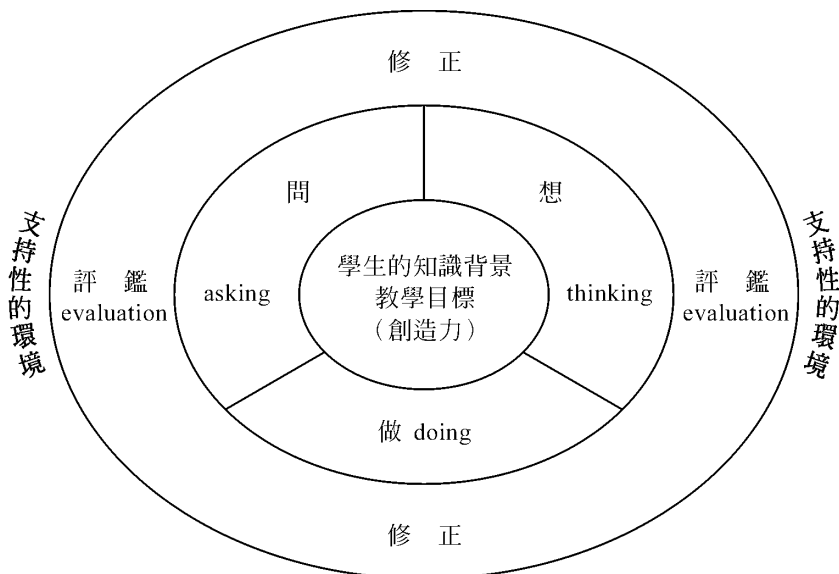 修 正
問
想
支持性的環境
評 鑑
evaluation
asking
學生的知識背景
教學目標
（創造力）
thinking
評 鑑
evaluation
支持性的環境
做 doing
修 正